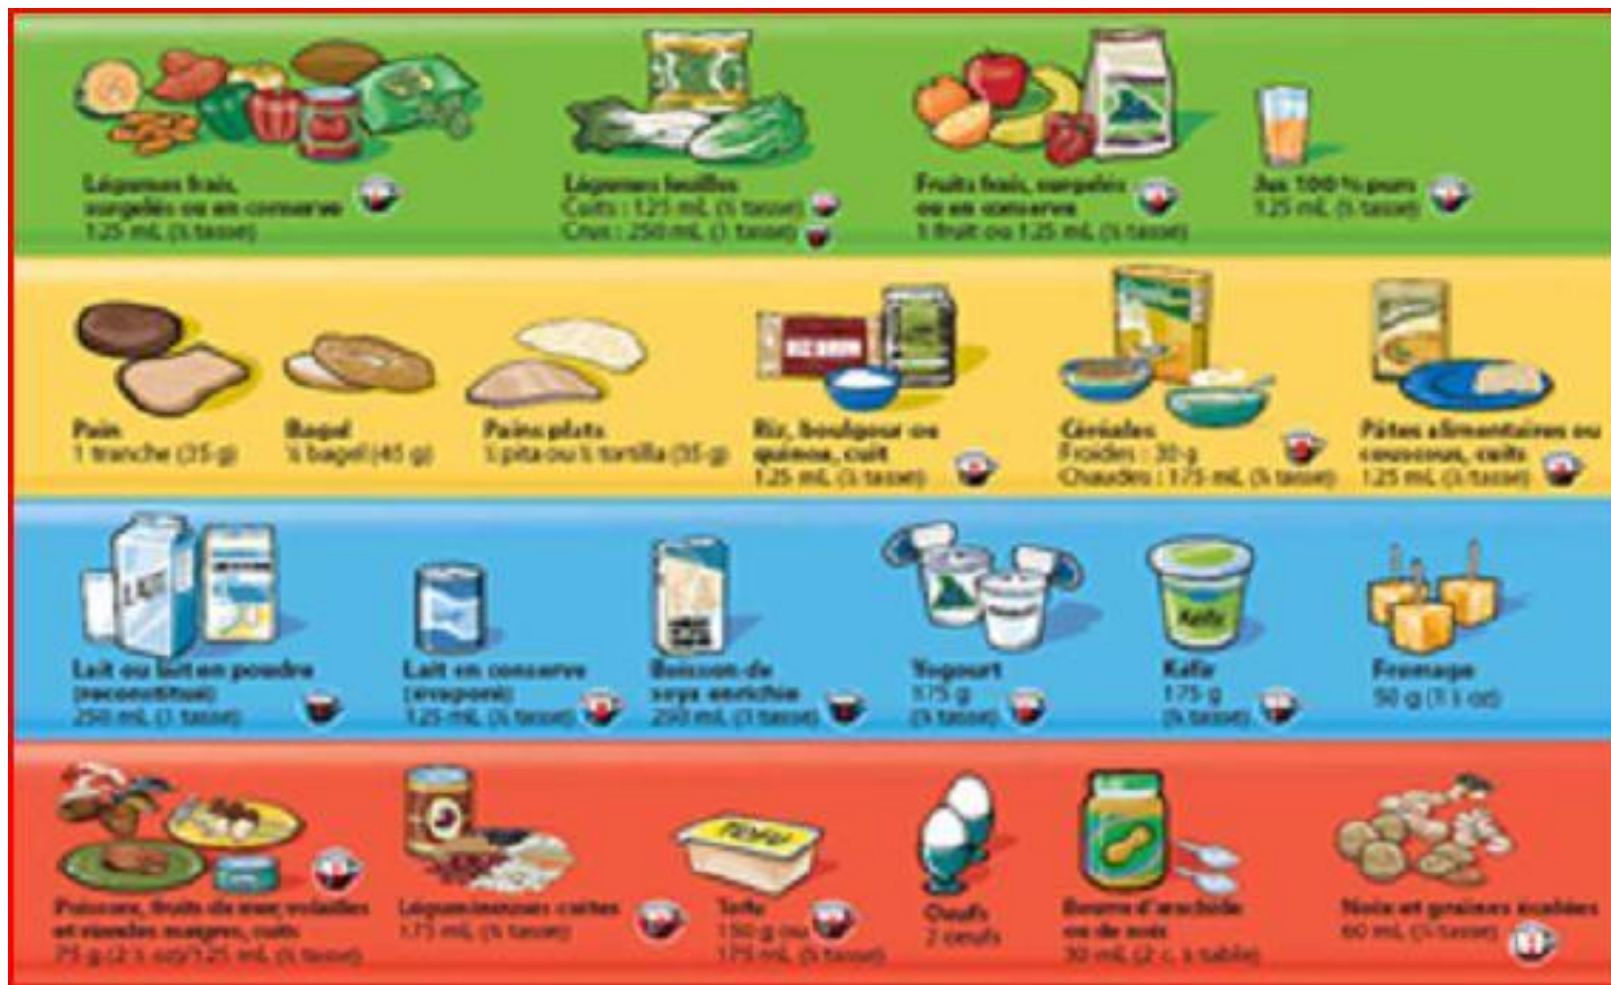 Légumes frais,
surgelés ou en conserve
125 mL (½ tasse)
Légumes feuilles
Cuits : 125 mL (½ tasse)
Crus : 250 mL (1 tasse)
Fruits frais, surgelés
ou en conserve
1 fruit ou 125 mL (½ tasse)
Jus 100 % purs
125 mL (½ tasse)
Pain
1 tranche (35 g)
Bagel
½ bagel (45 g)
Pains plats
½ pita ou ½ tortilla (35 g)
Riz, boulgour ou
quinoa, cuit
125 mL (½ tasse)
Céréales
Froides : 30 g
Chaudes : 175 mL (¾ tasse)
Pâtes alimentaires ou
couscous, cuits
125 mL (½ tasse)
LAIT
Lait ou lait en poudre
(reconstitué)
250 mL (1 tasse)
Lait en conserve
(évaporé)
125 mL (½ tasse)
Boisson de
soya enrichie
250 mL (1 tasse)
Yogourt
175 g
(¾ tasse)
Kéfir
Kéfir
175 g
(¾ tasse)
Fromage
50 g (1 ½ oz)
Poissons, fruits de mer, volailles
et viandes maigres, cuits
75 g (2 ½ oz)/125 mL (½ tasse)
Légumineuses cuites
175 mL (¾ tasse)
TOFU
Tofu
150 g ou
175 mL (¾ tasse)
Oeufs
2 oeufs
Beurre d'arachide
ou de noix
30 mL (2 c. à table)
Noix et graines écalées
60 mL (¼ tasse)